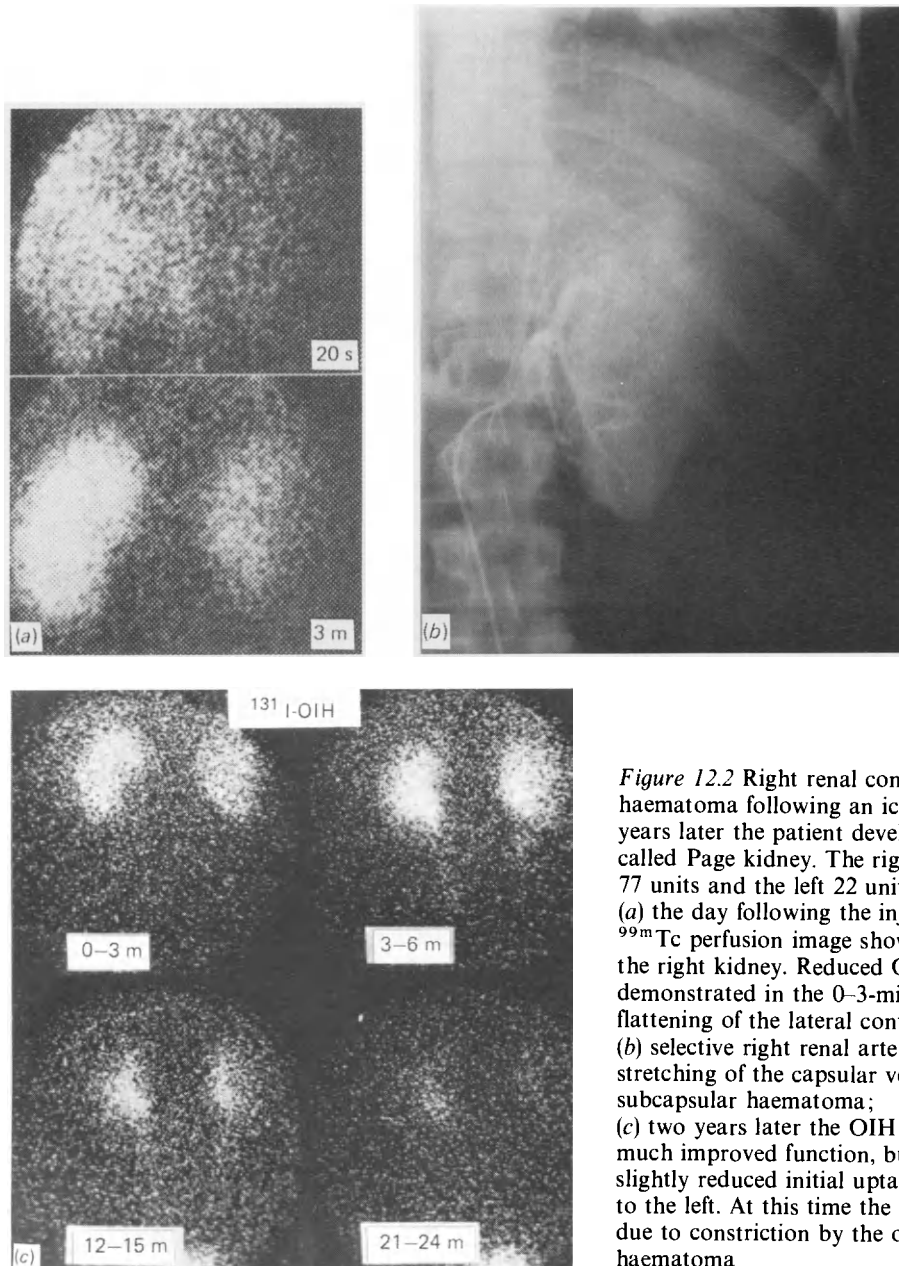 20 s
3 m
(a)
(b)
131 I-OIH
0–3 m
3–6 m
12–15 m
21–24 m
(c)
Figure 12.2 Right renal con
haematoma following an ic
years later the patient devel
called Page kidney. The rig
77 units and the left 22 unit
(a) the day following the in
99mTc perfusion image show
the right kidney. Reduced O
demonstrated in the 0–3-mi
flattening of the lateral con
(b) selective right renal arte
stretching of the capsular ve
subcapsular haematoma;
(c) two years later the OIH
much improved function, bu
slightly reduced initial upta
to the left. At this time the
due to constriction by the o
haematoma